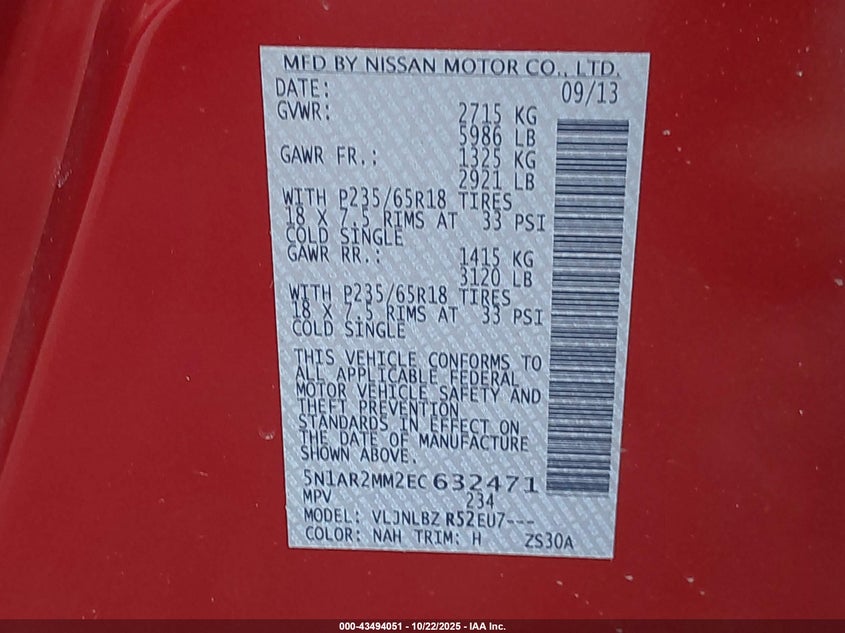 MFD BY NISSAN MOTOR CO., LTD.
DATE: 09/13
GVWR: 2715 KG
5986 LB
GAWR FR.: 1325 KG
2921 LB
WITH P235/65R18 TIRES
18 X 7.5 RIMS AT 33 PSI
COLD SINGLE
GAWR RR.: 1415 KG
3120 LB
WITH P235/65R18 TIRES
18 X 7.5 RIMS AT 33 PSI
COLD SINGLE
THIS VEHICLE CONFORMS TO
ALL APPLICABLE FEDERAL
MOTOR VEHICLE SAFETY AND
THEFT PREVENTION
STANDARDS IN EFFECT ON
THE DATE OF MANUFACTURE
SHOWN ABOVE.
5N1AR2MM2EC632471
MPV 234
MODEL: VLJNLBZ R52EU7---
COLOR: NAH TRIM: H ZS30A
000-43494051 - 10/22/2025 - IAA Inc.